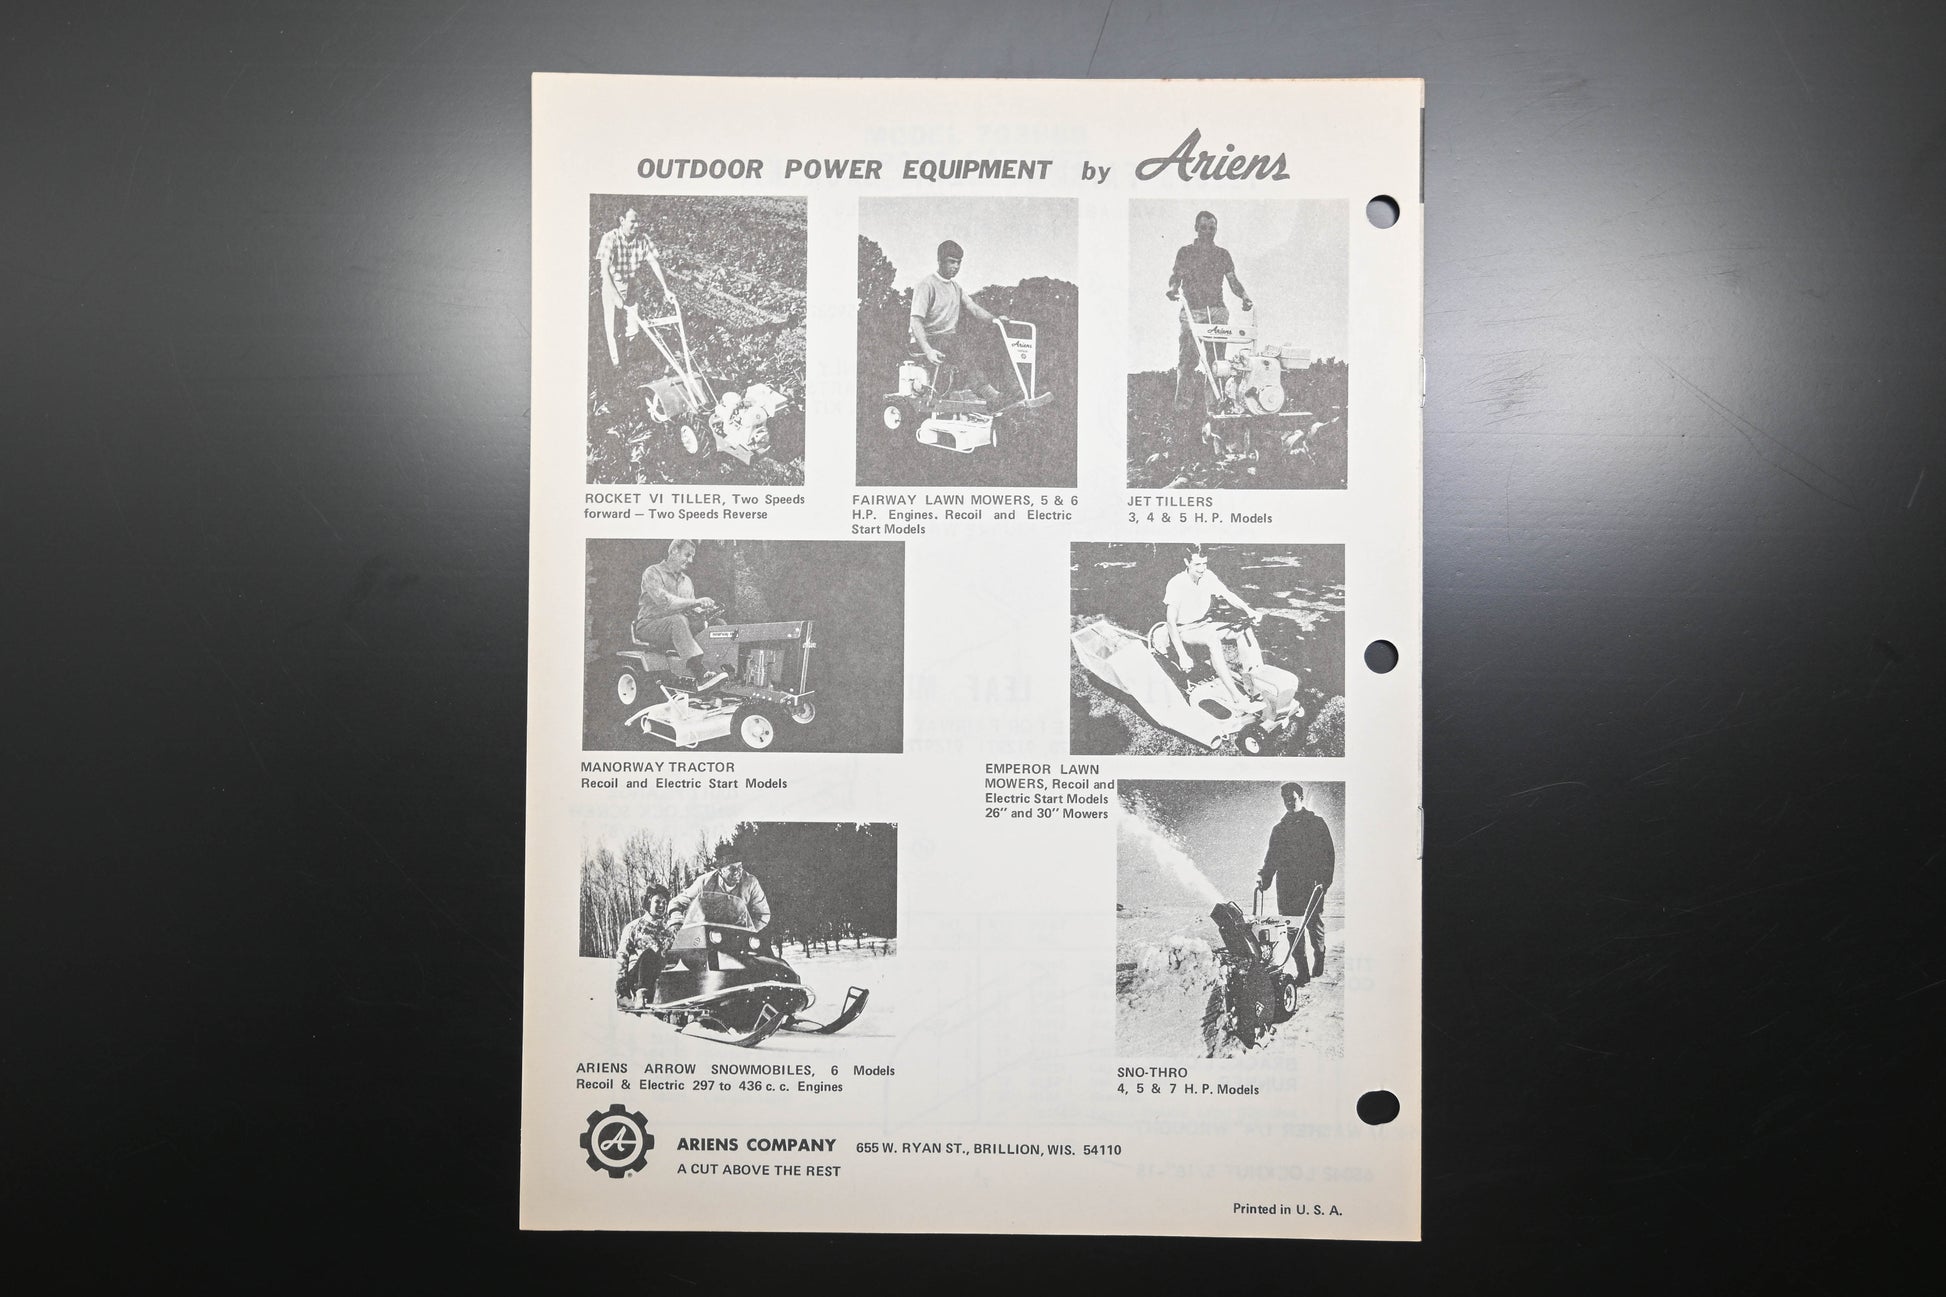 OUTDOOR POWER EQUIPMENT by Ariens
Ariens
Ariens
ROCKET VI TILLER, Two Speeds
forward — Two Speeds Reverse
FAIRWAY LAWN MOWERS, 5 & 6
H.P. Engines. Recoil and Electric
Start Models
JET TILLERS
3, 4 & 5 H. P. Models
MANORWAY TRACTOR
Recoil and Electric Start Models
EMPEROR LAWN
MOWERS, Recoil and
Electric Start Models
26" and 30" Mowers
Ariens
ARIENS ARROW SNOWMOBILES, 6 Models
Recoil & Electric 297 to 436 c. c. Engines
SNO-THRO
4, 5 & 7 H. P. Models
A
ARIENS COMPANY 655 W. RYAN ST., BRILLION, WIS. 54110
A CUT ABOVE THE REST
Printed in U. S. A.